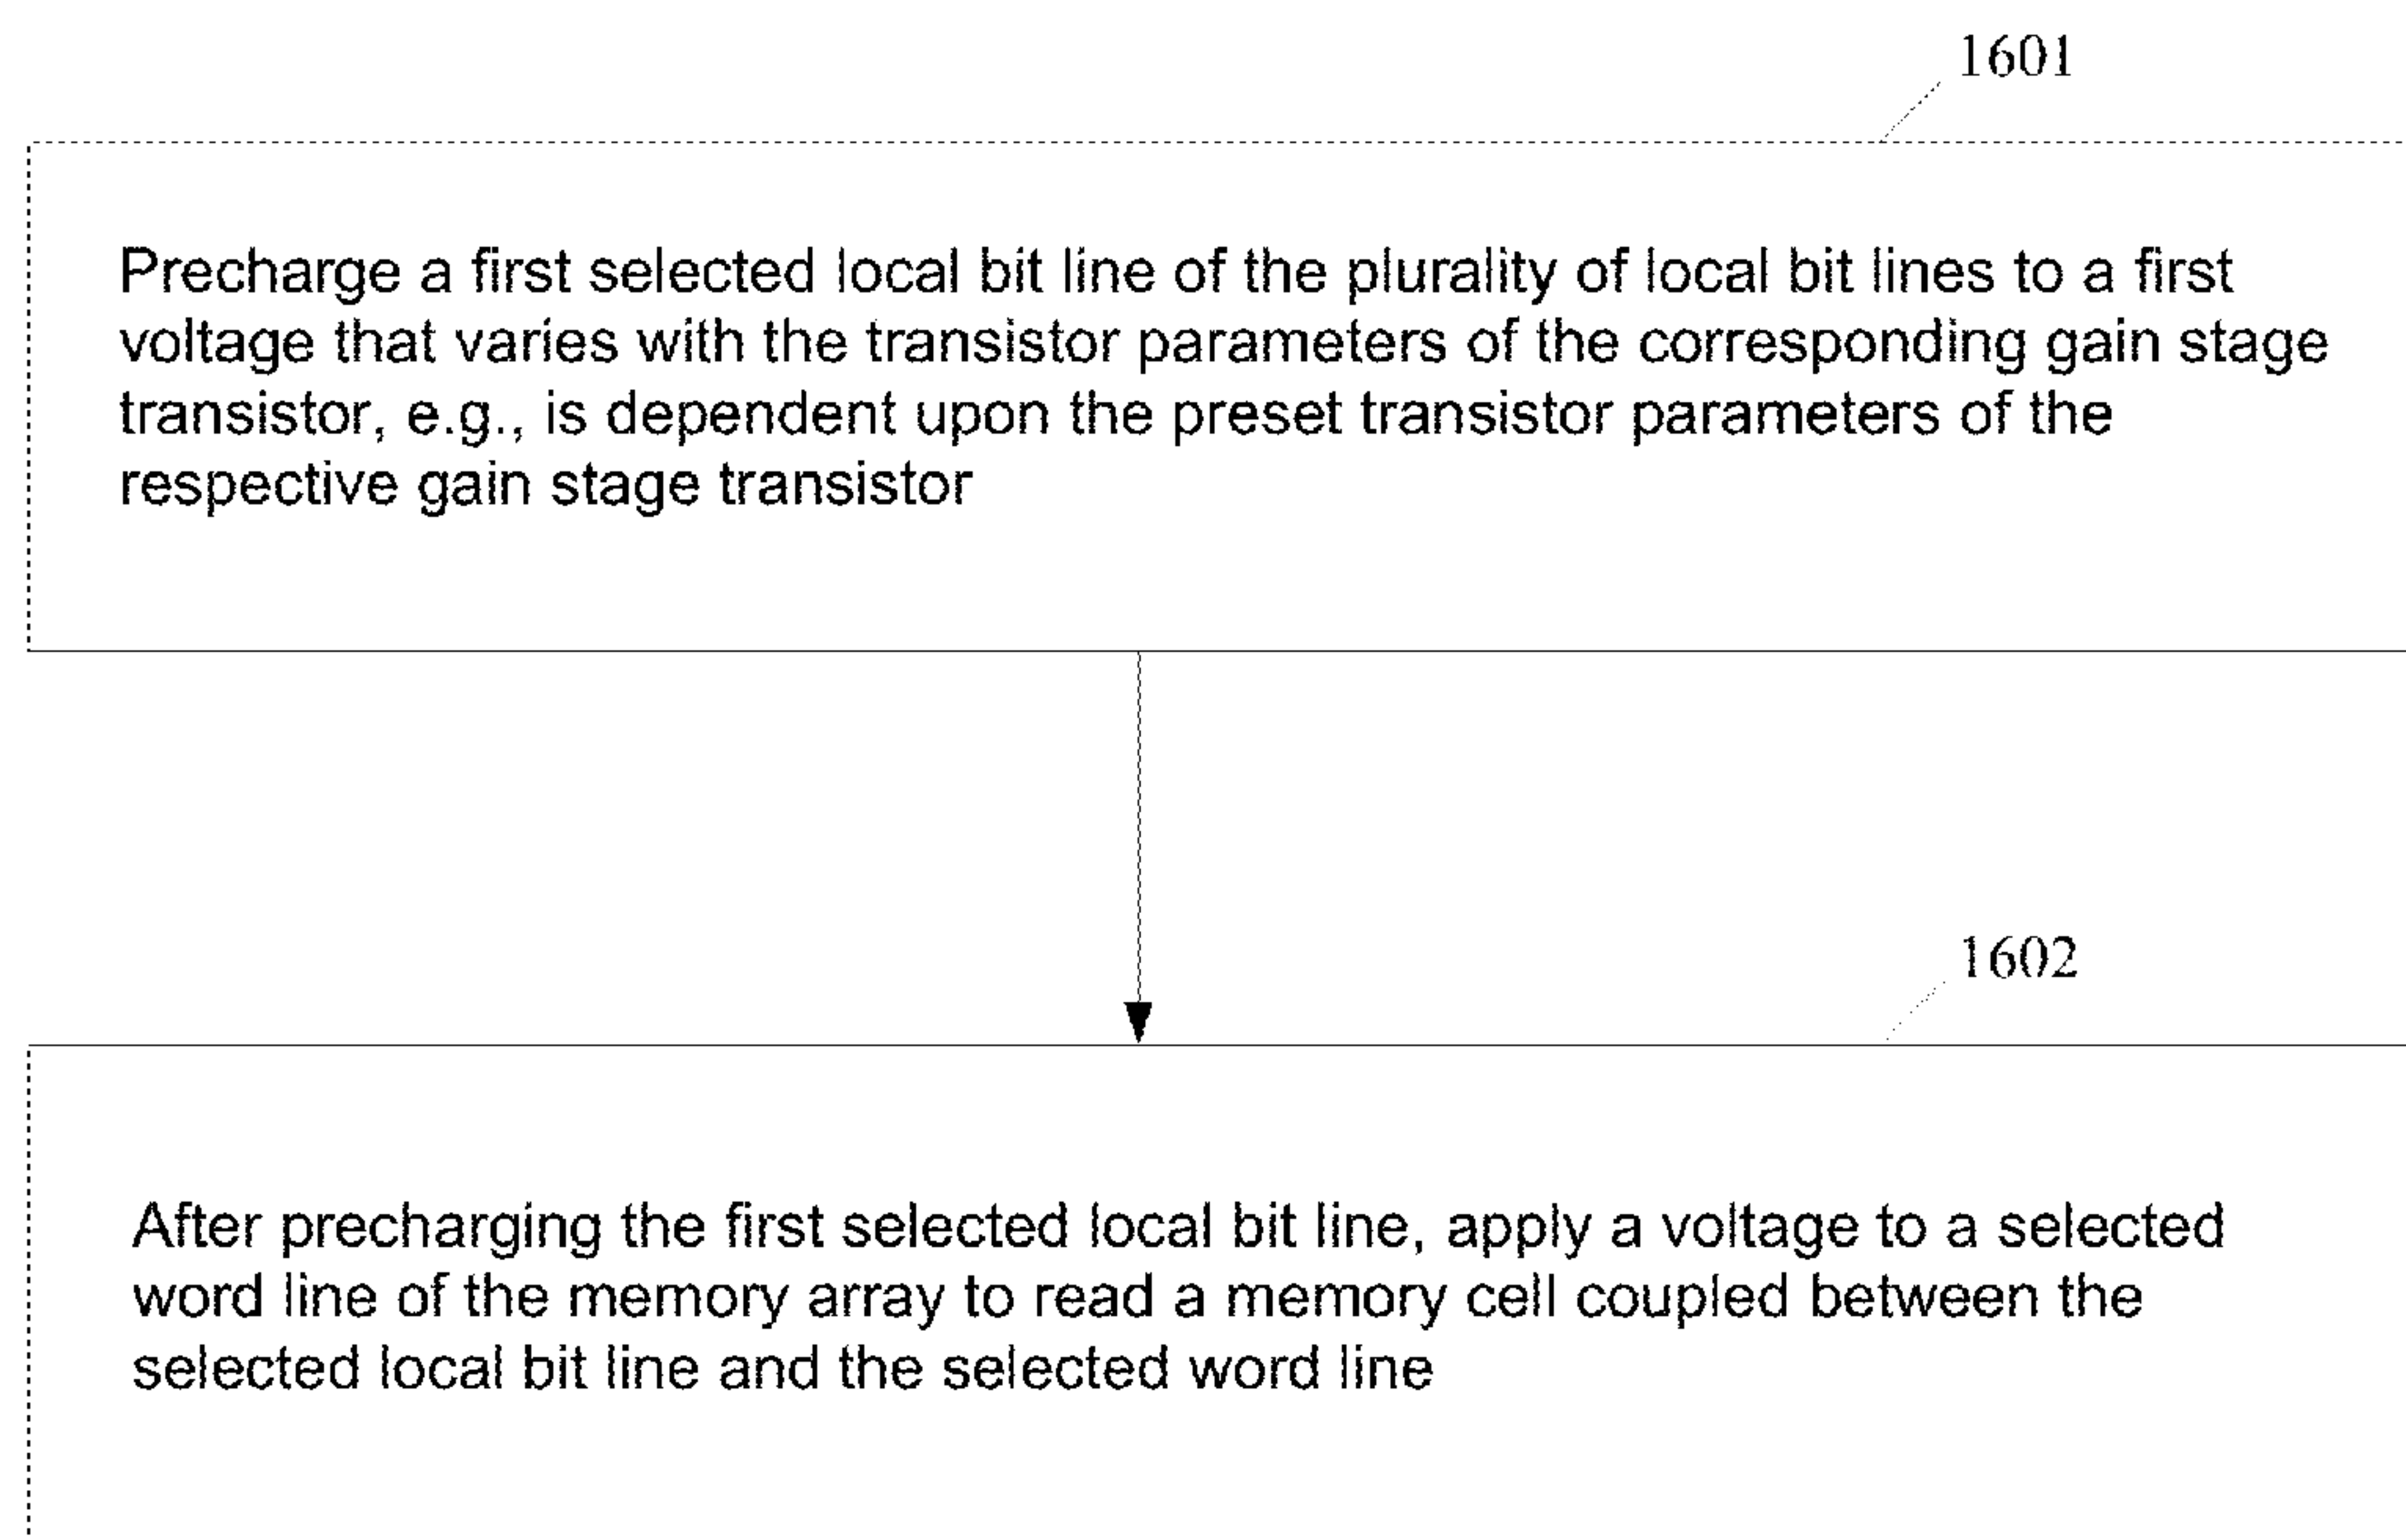 1601
Precharge a first selected local bit line of the plurality of local bit lines to a first
voltage that varies with the transistor parameters of the corresponding gain stage
transistor, e.g., is dependent upon the preset transistor parameters of the
respective gain stage transistor
1602
After precharging the first selected local bit line, apply a voltage to a selected
word line of the memory array to read a memory cell coupled between the
selected local bit line and the selected word line